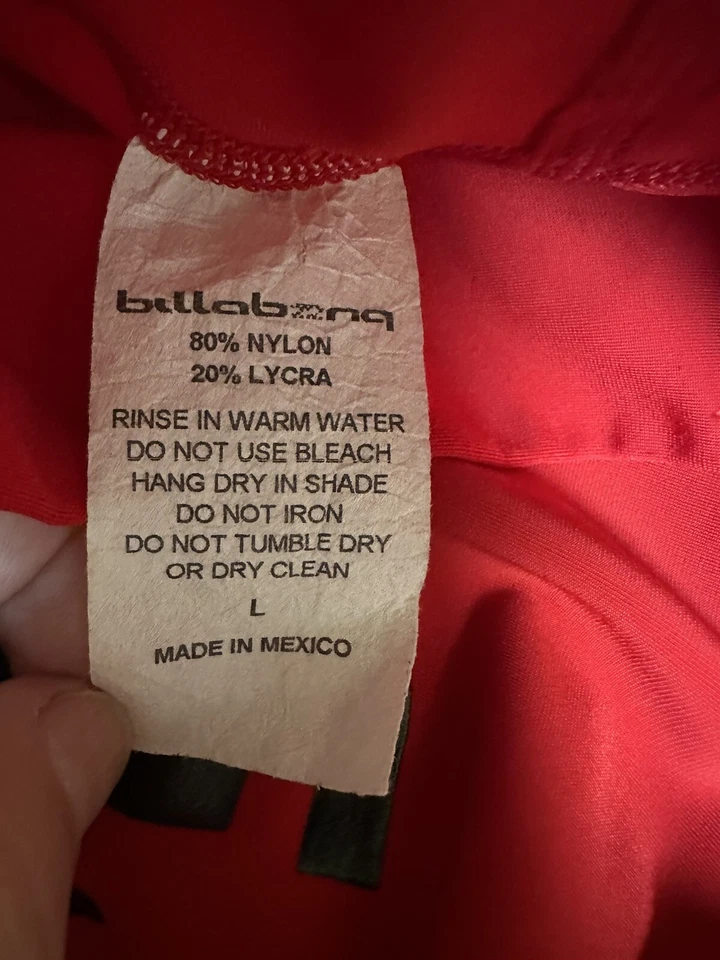 billabong
80% NYLON
20% LYCRA
RINSE IN WARM WATER
DO NOT USE BLEACH
HANG DRY IN SHADE
DO NOT IRON
DO NOT TUMBLE DRY
OR DRY CLEAN
L
MADE IN MEXICO